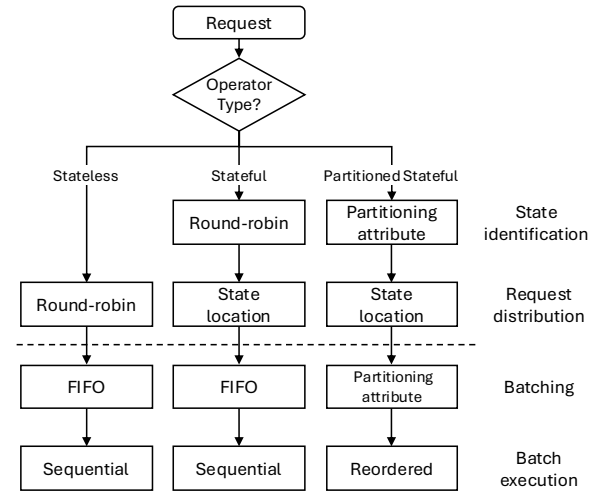 Request
Operator
Type?
Stateless
Stateful
Partitioned Stateful
Round-robin
Partitioning
attribute
State
identification
Round-robin
State
location
State
location
Request
distribution
FIFO
FIFO
Partitioning
attribute
Batching
Sequential
Sequential
Reordered
Batch
execution